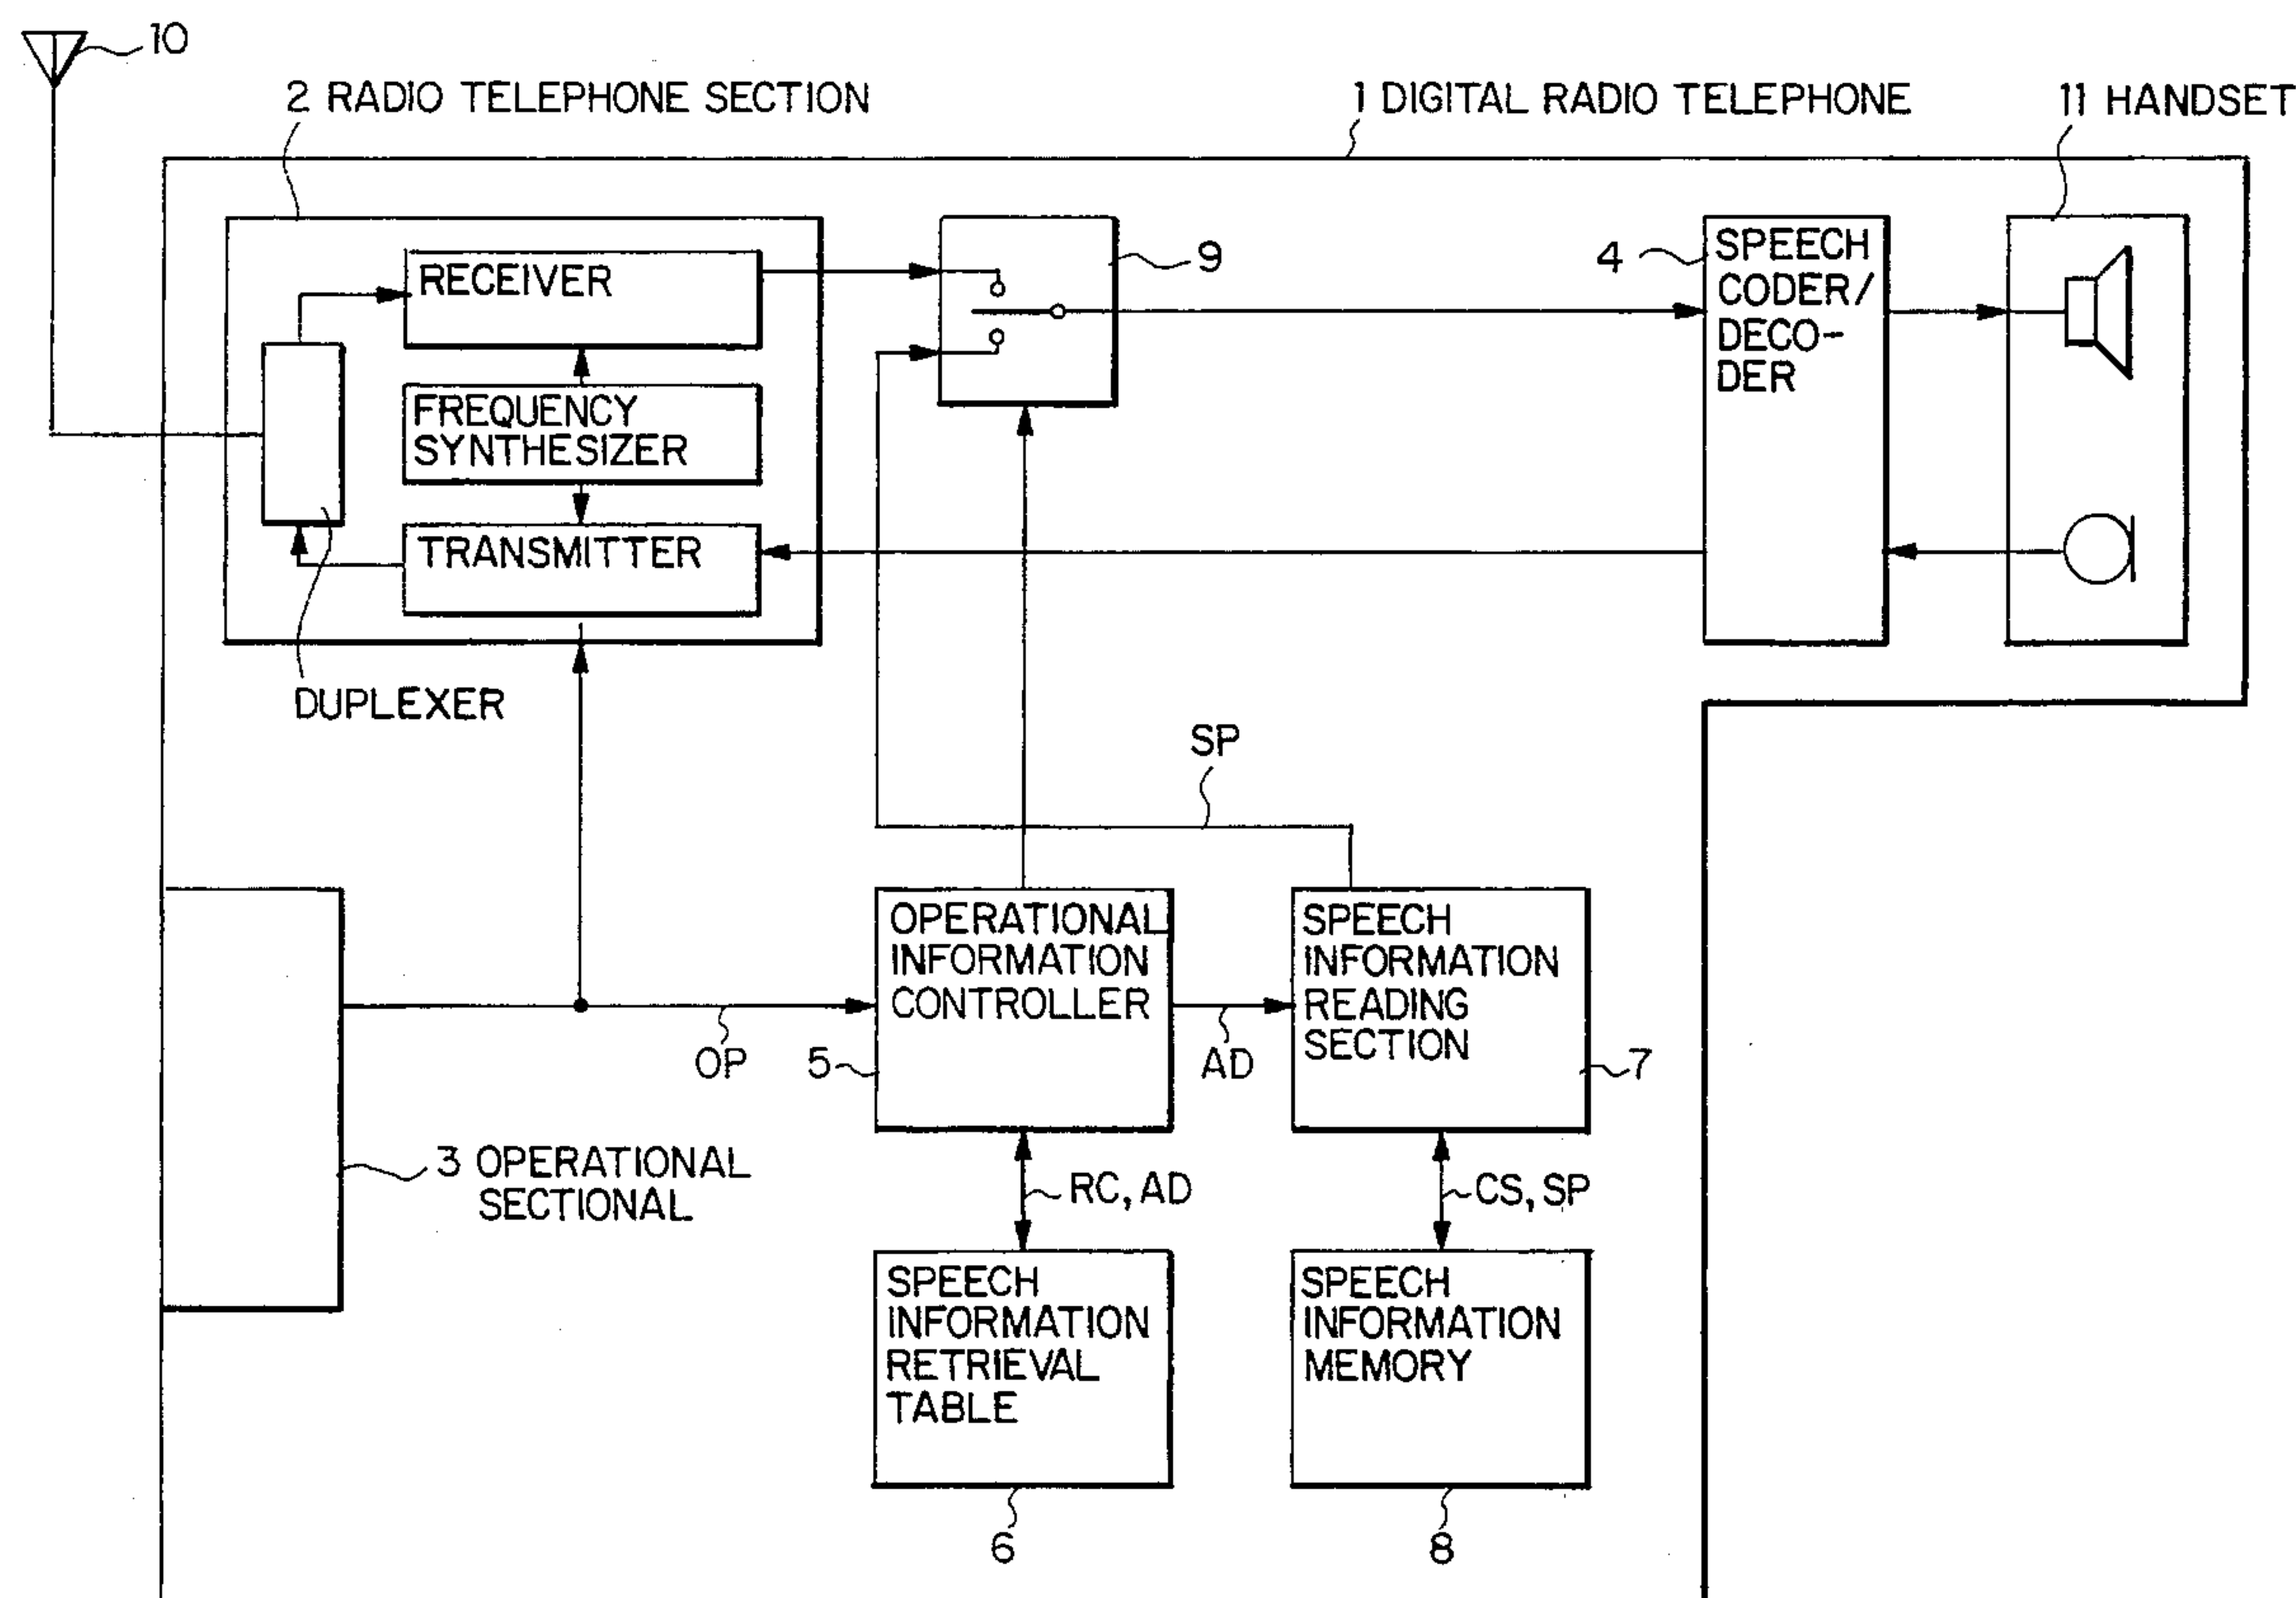 10
2 RADIO TELEPHONE SECTION
1 DIGITAL RADIO TELEPHONE
11 HANDSET
RECEIVER
9
4
SPEECH
CODER/
DECO-
DER
FREQUENCY
SYNTHESIZER
TRANSMITTER
DUPLEXER
SP
OPERATIONAL
INFORMATION
CONTROLLER
SPEECH
INFORMATION
READING
SECTION
OP
5
AD
7
3 OPERATIONAL
SECTIONAL
RC, AD
CS, SP
SPEECH
INFORMATION
RETRIEVAL
TABLE
SPEECH
INFORMATION
MEMORY
6
8